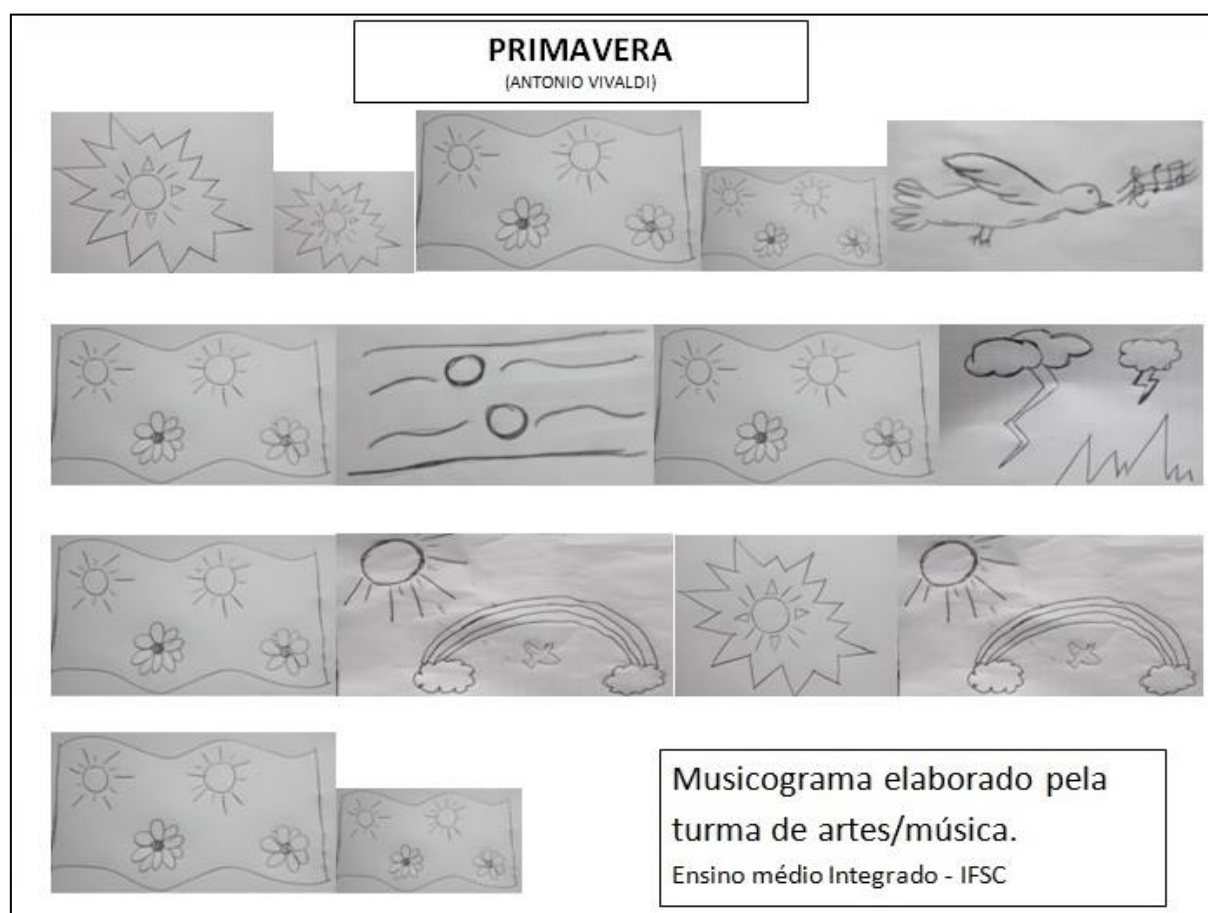 PRIMAVERA
(ANTONIO VIVALDI)
Musicograma elaborado pela
turma de artes/música.
Ensino médio Integrado - IFSC